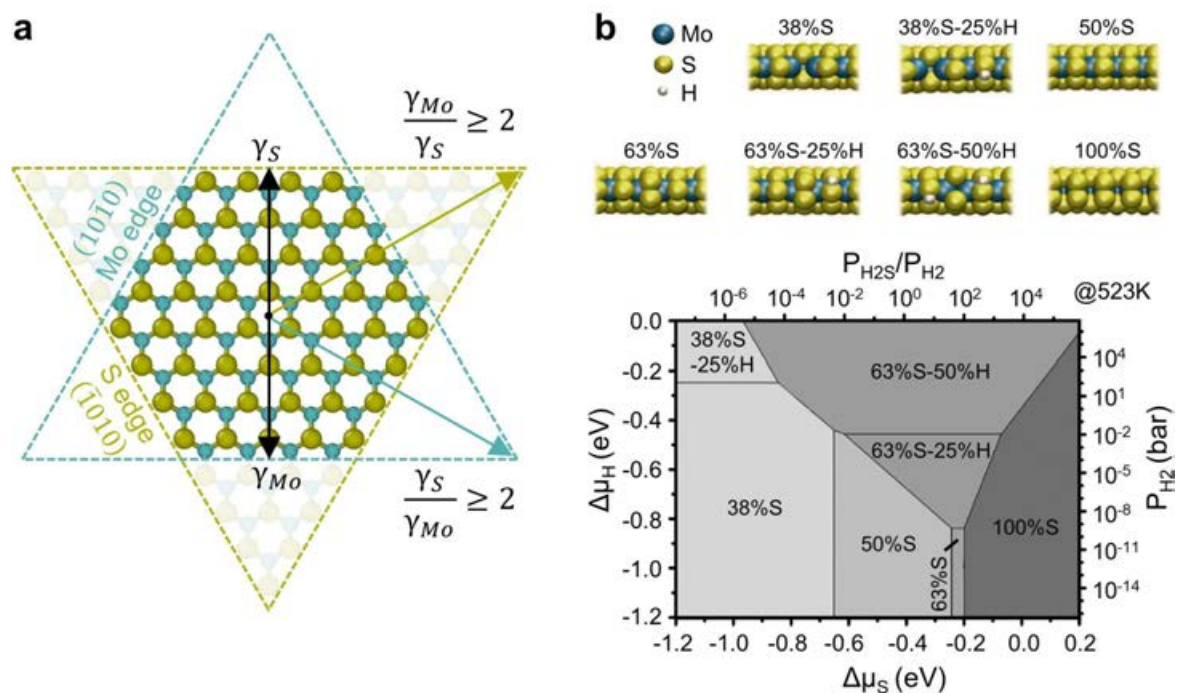 a
γMo/γS ≥ 2
γS
(101̄0)
Mo edge
S edge
(1̄010)
γMo
γS/γMo ≥ 2
b
Mo
S
H
38%S
38%S-25%H
50%S
63%S
63%S-25%H
63%S-50%H
100%S
PH2S/PH2
10⁻⁶ 10⁻⁴ 10⁻² 10⁰ 10² 10⁴ @523K
0.0
-0.2
-0.4
-0.6
-0.8
-1.0
-1.2
ΔμH (eV)
38%S
-25%H
63%S-50%H
63%S-25%H
38%S
50%S
63%S
100%S
10⁴
10¹
10⁻²
10⁻⁵
10⁻⁸
10⁻¹¹
10⁻¹⁴
PH2 (bar)
-1.2 -1.0 -0.8 -0.6 -0.4 -0.2 0.0 0.2
ΔμS (eV)